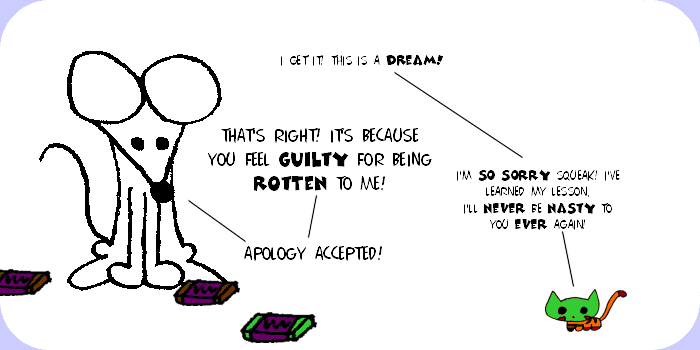 I GET IT! THIS IS A DREAM!
THAT'S RIGHT! IT'S BECAUSE
YOU FEEL GUILTY FOR BEING
ROTTEN TO ME!
I'M SO SORRY SQUEAK! I'VE
LEARNED MY LESSON,
I'LL NEVER BE NASTY TO
YOU EVER AGAIN!
APOLOGY ACCEPTED!